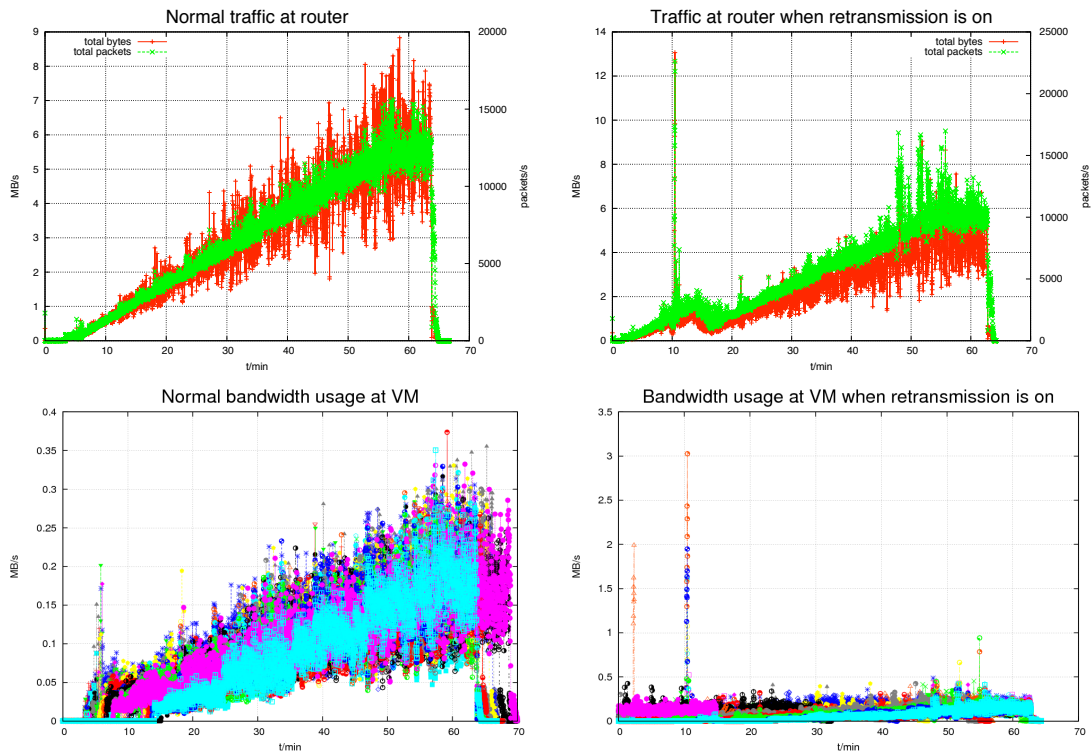 Normal traffic at router
total bytes
total packets
9
8
7
6
5
4
3
2
1
0
MB/s
20000
15000
10000
5000
0
packets/s
0 10 20 30 40 50 60 70
t/min
Traffic at router when retransmission is on
total bytes
total packets
14
12
10
8
6
4
2
0
MB/s
25000
20000
15000
10000
5000
0
packets/s
0 10 20 30 40 50 60 70
t/min
Normal bandwidth usage at VM
0.4
0.35
0.3
0.25
0.2
0.15
0.1
0.05
0
MB/s
0 10 20 30 40 50 60 70
t/min
Bandwidth usage at VM when retransmission is on
3.5
3
2.5
2
1.5
1
0.5
0
MB/s
0 10 20 30 40 50 60 70
t/min